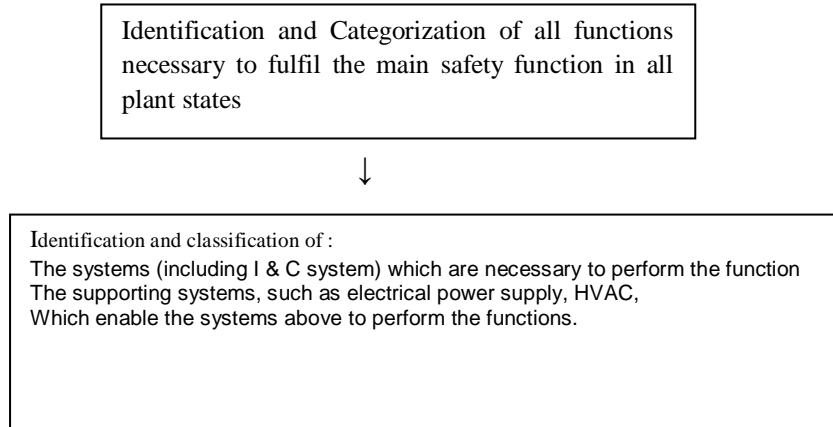 Identification and Categorization of all functions
necessary to fulfil the main safety function in all
plant states
↓
Identification and classification of :
The systems (including I & C system) which are necessary to perform the function
The supporting systems, such as electrical power supply, HVAC,
Which enable the systems above to perform the functions.